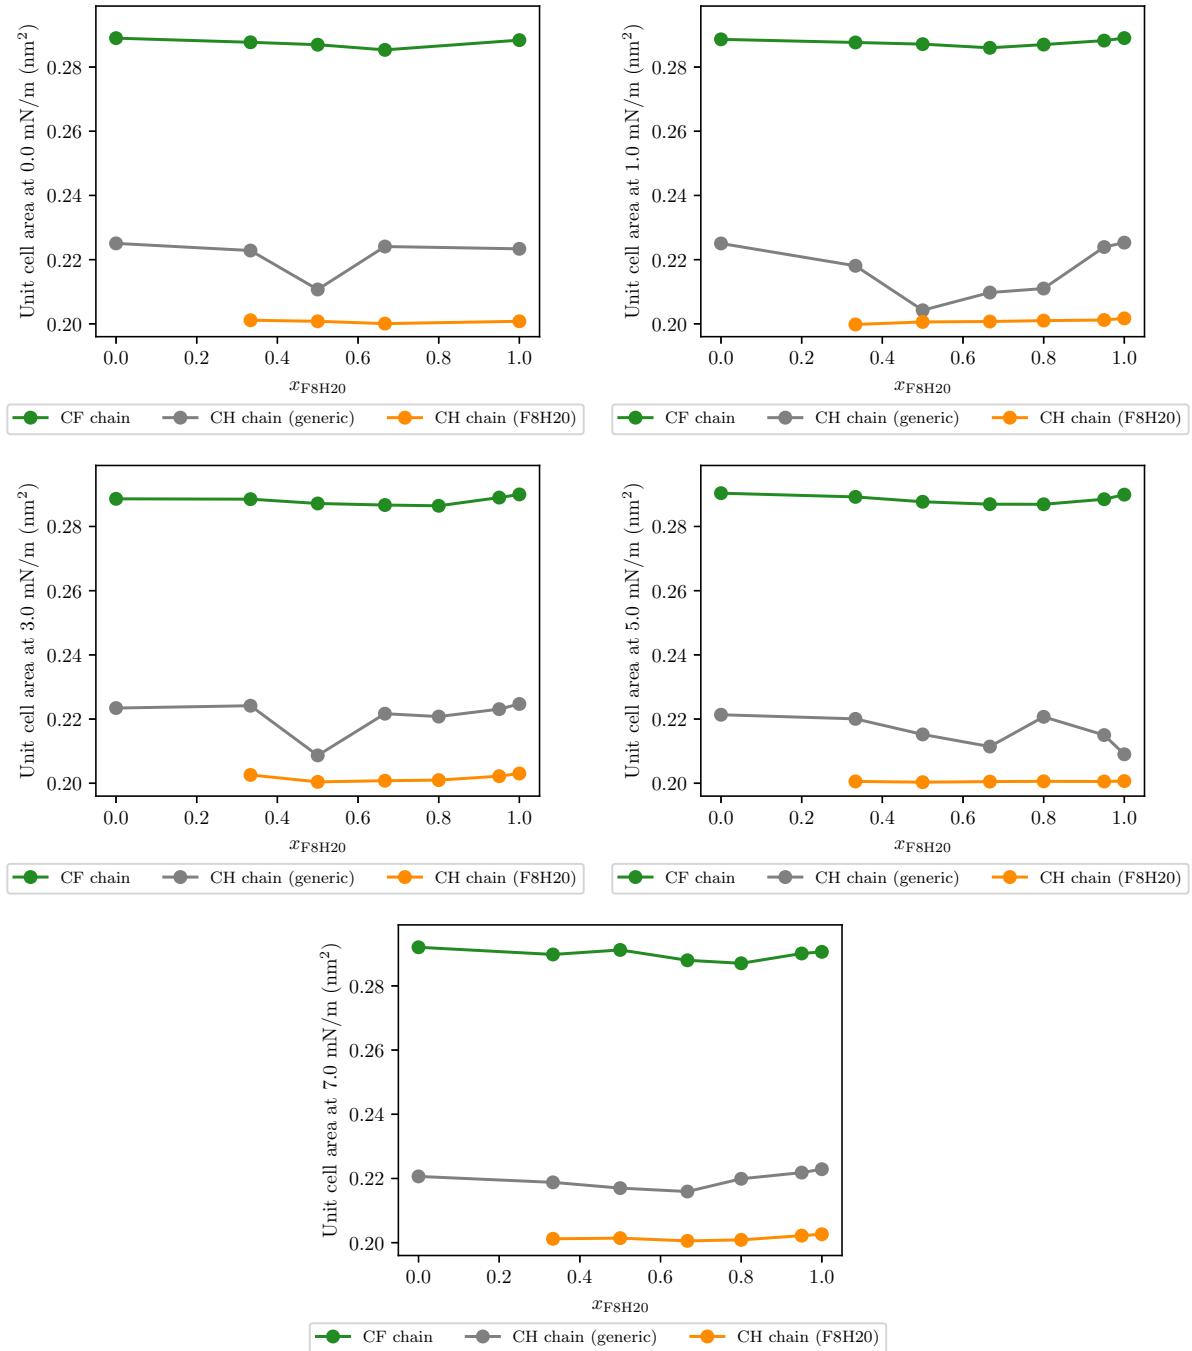 Unit cell area at 0.0 mN/m (nm²)
0.28
0.26
0.24
0.22
0.20
0.0 0.2 0.4 0.6 0.8 1.0
x_F8H20
CF chain CH chain (generic) CH chain (F8H20)
Unit cell area at 1.0 mN/m (nm²)
0.28
0.26
0.24
0.22
0.20
0.0 0.2 0.4 0.6 0.8 1.0
x_F8H20
CF chain CH chain (generic) CH chain (F8H20)
Unit cell area at 3.0 mN/m (nm²)
0.28
0.26
0.24
0.22
0.20
0.0 0.2 0.4 0.6 0.8 1.0
x_F8H20
CF chain CH chain (generic) CH chain (F8H20)
Unit cell area at 5.0 mN/m (nm²)
0.28
0.26
0.24
0.22
0.20
0.0 0.2 0.4 0.6 0.8 1.0
x_F8H20
CF chain CH chain (generic) CH chain (F8H20)
Unit cell area at 7.0 mN/m (nm²)
0.28
0.26
0.24
0.22
0.20
0.0 0.2 0.4 0.6 0.8 1.0
x_F8H20
CF chain CH chain (generic) CH chain (F8H20)